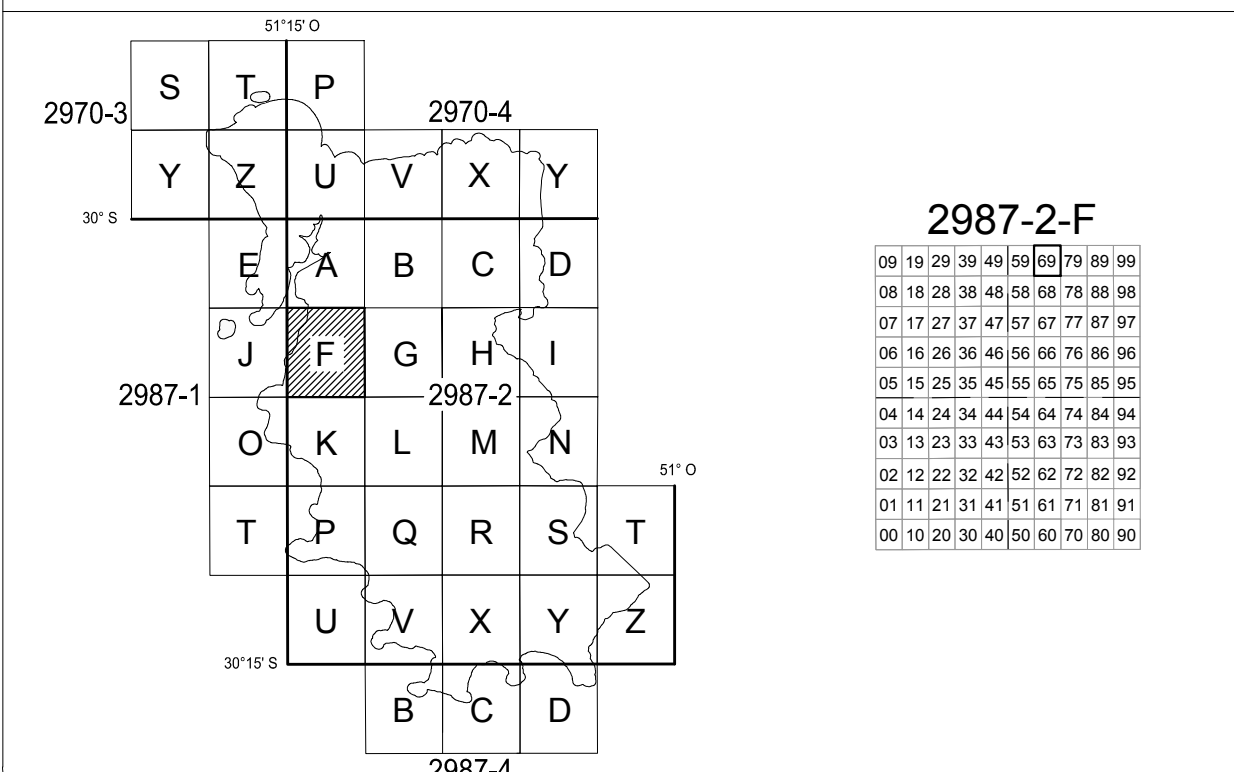 51°15' O
S T P
2970-3 2970-4
Y Z U V X Y
30° S
E A B C D
J F G H I
2987-1 2987-2
O K L M N
51° O
T P Q R S T
U V X Y Z
30°15' S
B C D
2987-4
2987-2-F
09 19 29 39 49 59 69 79 89 99
08 18 28 38 48 58 68 78 88 98
07 17 27 37 47 57 67 77 87 97
06 16 26 36 46 56 66 76 86 96
05 15 25 35 45 55 65 75 85 95
04 14 24 34 44 54 64 74 84 94
03 13 23 33 43 53 63 73 83 93
02 12 22 32 42 52 62 72 82 92
01 11 21 31 41 51 61 71 81 91
00 10 20 30 40 50 60 70 80 90